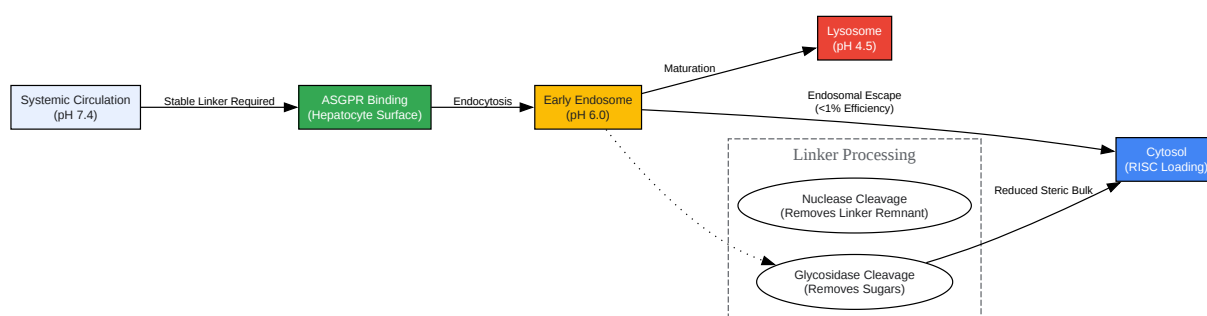 Lysosome
(pH 4.5)
Maturation
Systemic Circulation
(pH 7.4)
Stable Linker Required
ASGPR Binding
(Hepatocyte Surface)
Endocytosis
Early Endosome
(pH 6.0)
Endosomal Escape
(<1% Efficiency)
Cytosol
(RISC Loading)
Linker Processing
Nuclease Cleavage
(Removes Linker Remnant)
Reduced Steric Bulk
Glycosidase Cleavage
(Removes Sugars)